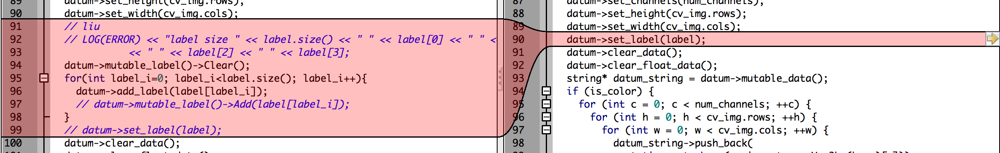 89 datum->set_height(cv_img.rows);
90 datum->set_width(cv_img.cols);
91 // liu
92 // LOG(ERROR) << "label size " << label.size() << " " << label[0] << " " <
93 << " " << label[2] << " " << label[3];
94 datum->mutable_label()->Clear();
95 for(int label_i=0; label_i<label.size(); label_i++){
96 datum->add_label(label[label_i]);
97 // datum->mutable_label()->Add(label[label_i]);
98 }
99 // datum->set_label(label);
100 datum->clear_data();
87 datum->set_channels(num_channels);
88 datum->set_height(cv_img.rows);
89 datum->set_width(cv_img.cols);
90 datum->set_label(label);
91 datum->clear_data();
92 datum->clear_float_data();
93 string* datum_string = datum->mutable_data();
94 if (is_color) {
95 for (int c = 0; c < num_channels; ++c) {
96 for (int h = 0; h < cv_img.rows; ++h) {
97 for (int w = 0; w < cv_img.cols; ++w) {
98 datum_string->push_back(